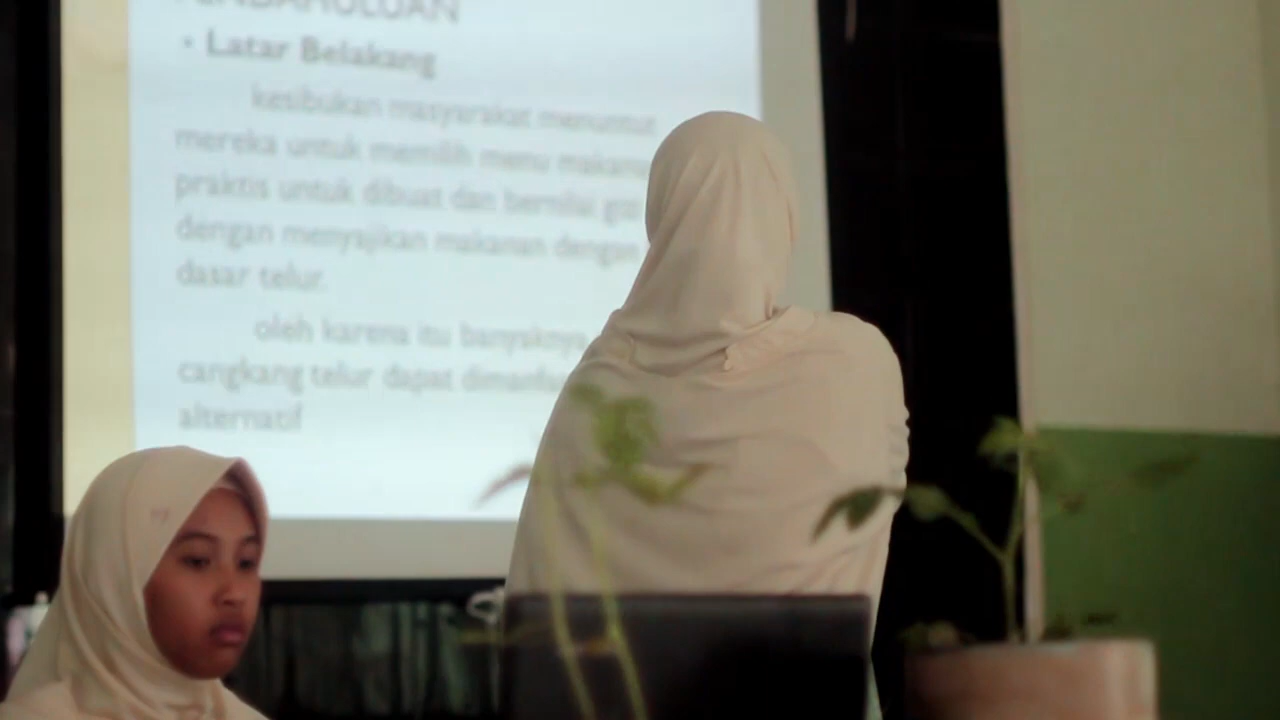 PENDAHULUAN
• Latar Belakang
kesibukan masyarakat menuntut
mereka untuk memilih menu
praktis untuk dibuat dan bernilai
dengan menyajikan makanan dengan
dasar telur.
oleh karena itu banyaknya
cangkang telur dapat
alternatif